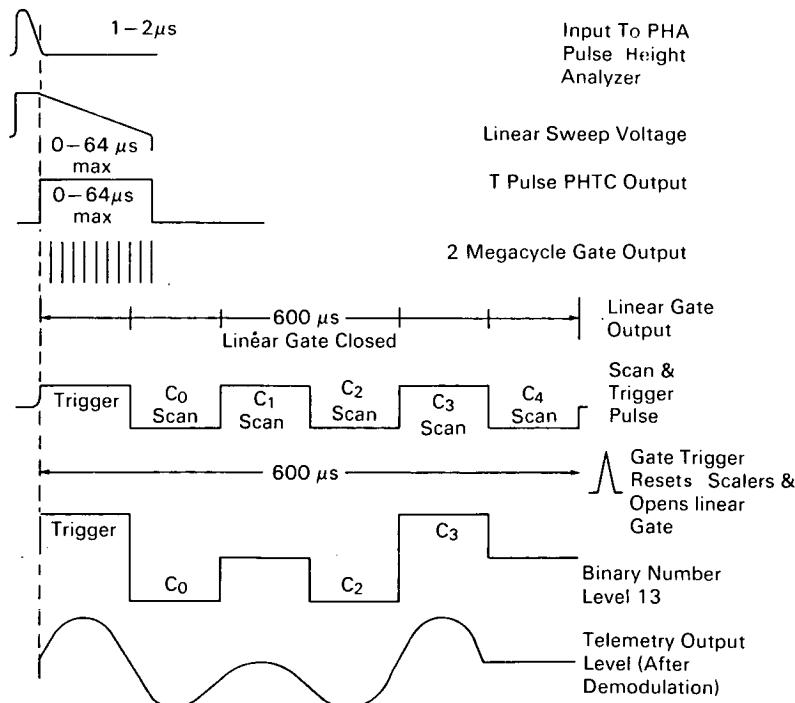 1–2μs
Input To PHA
Pulse Height
Analyzer
Linear Sweep Voltage
0–64 μs
max
T Pulse PHTC Output
0–64μs
max
2 Megacycle Gate Output
600 μs
Linear Gate Closed
Linear Gate
Output
Scan &
Trigger
Pulse
Trigger
C0
Scan
C1
Scan
C2
Scan
C3
Scan
C4
Scan
600 μs
Gate Trigger
Resets Scalers &
Opens linear
Gate
Trigger
C0
C2
C3
Binary Number
Level 13
Telemetry Output
Level (After
Demodulation)